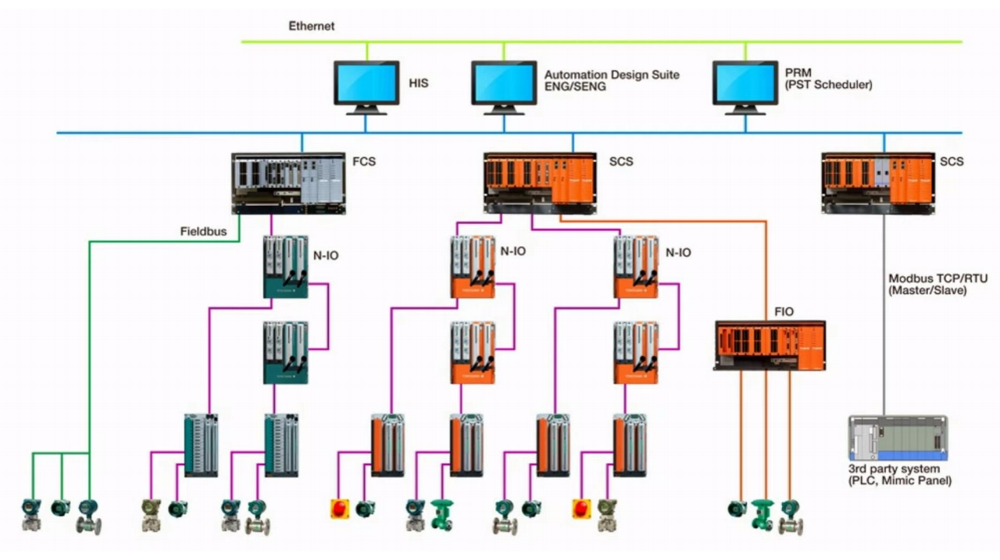 Ethernet
HIS
Automation Design Suite
ENG/SENG
PRM
(PST Scheduler)
FCS
SCS
SCS
Fieldbus
N-IO
N-IO
N-IO
Modbus TCP/RTU
(Master/Slave)
FIO
3rd party system
(PLC, Mimic Panel)